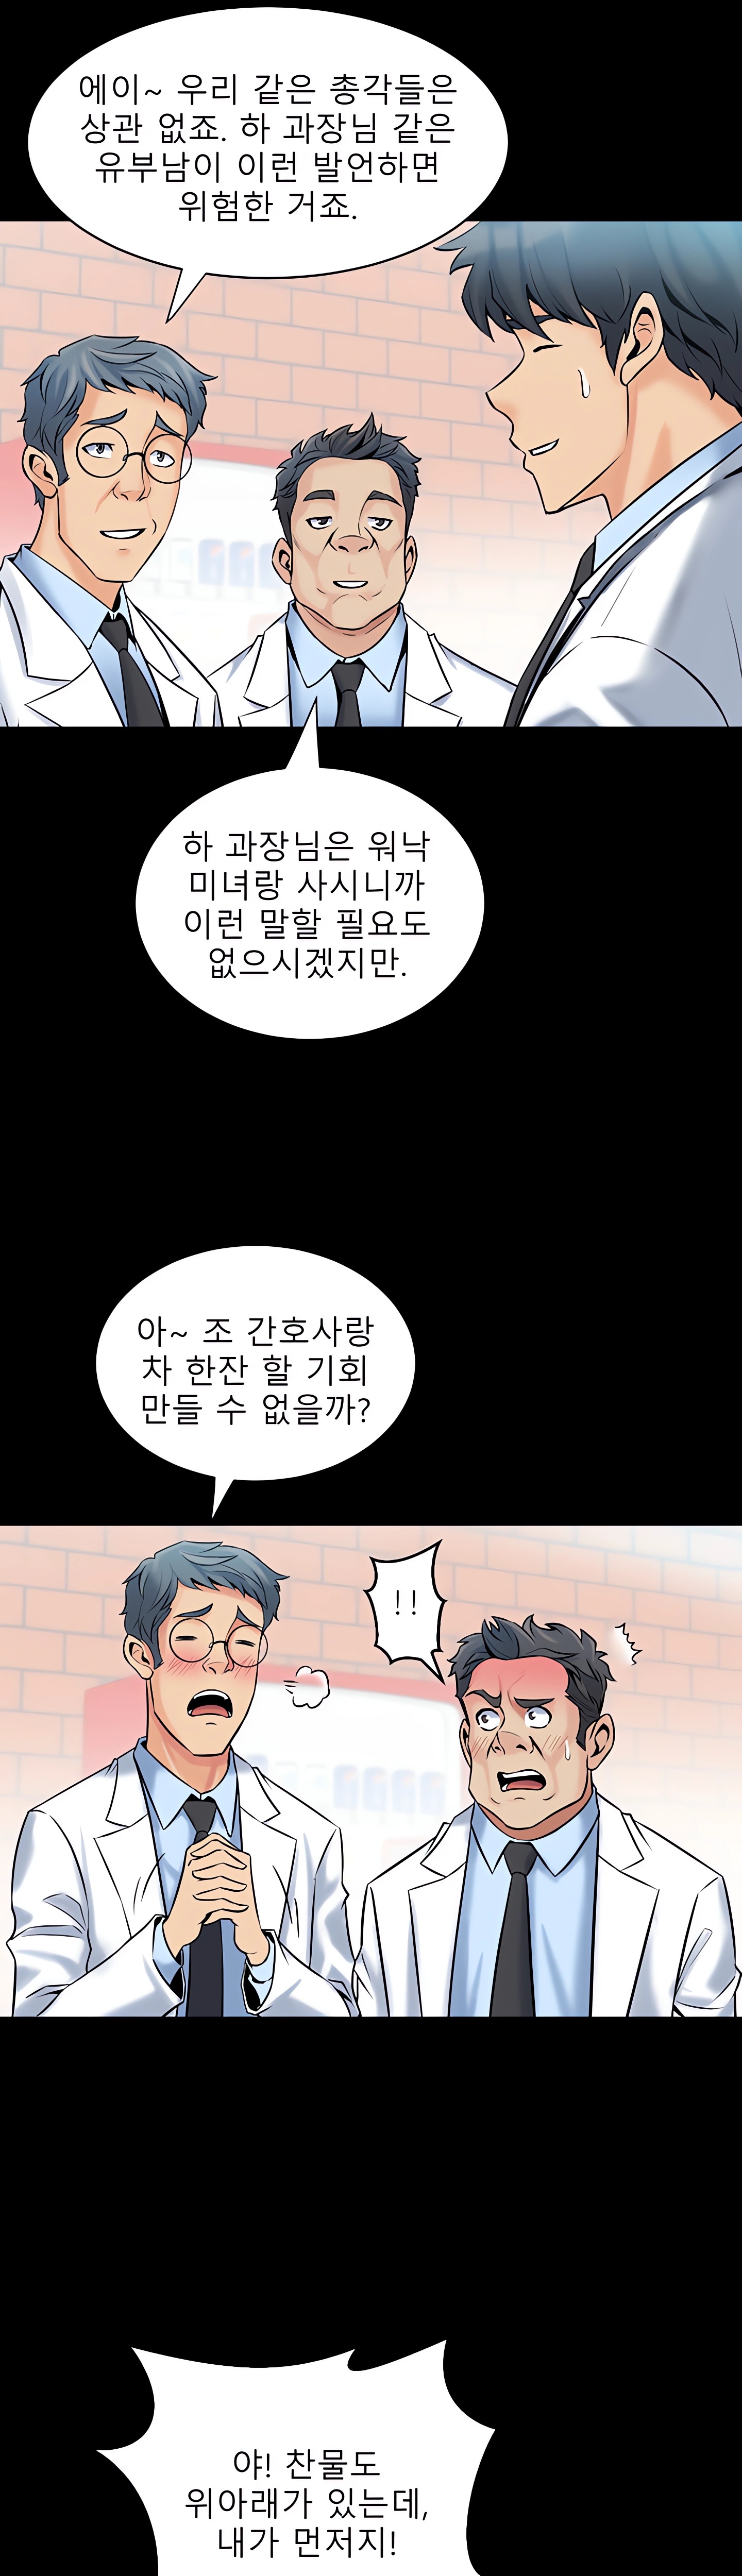 에이~ 우리 같은 총각들은
상관 없죠. 하 과장님 같은
유부남이 이런 발언하면
위험한 거죠.
하 과장님은 워낙
미녀랑 사시니까
이런 말할 필요도
없으시겠지만.
아~ 조 간호사랑
차 한잔 할 기회
만들 수 없을까?
!!
야! 찬물도
위아래가 있는데,
내가 먼저지!